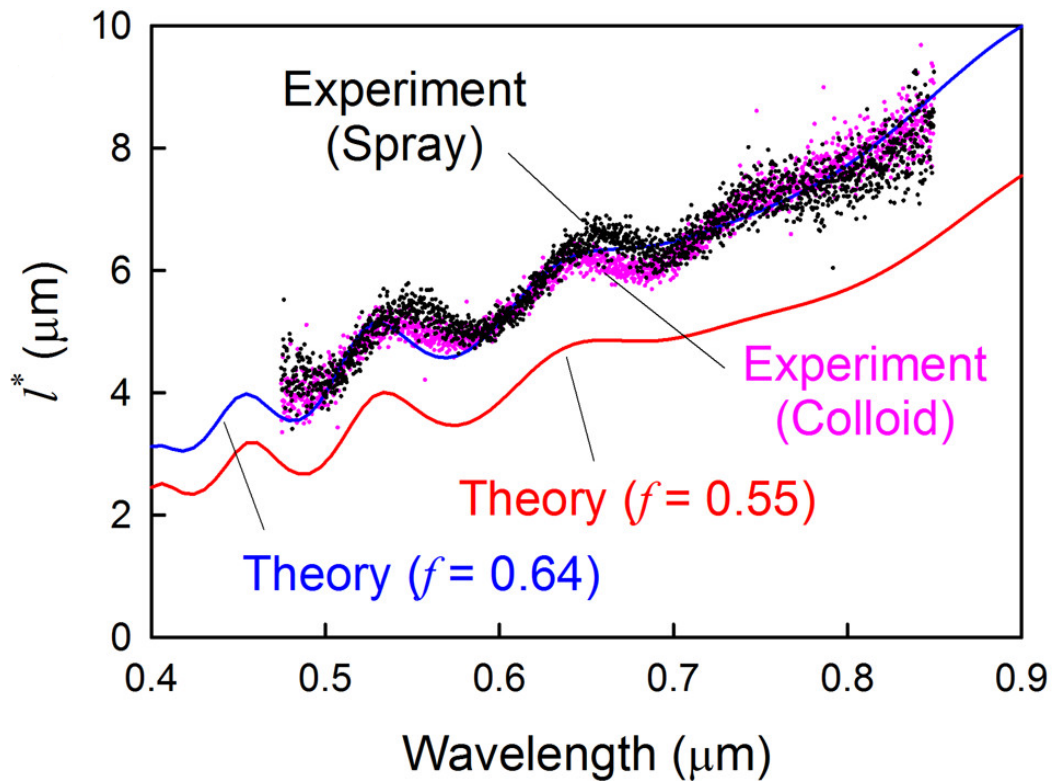 10
8
6
4
2
0
l* (μm)
Experiment
(Spray)
Experiment
(Colloid)
Theory (f = 0.55)
Theory (f = 0.64)
0.4 0.5 0.6 0.7 0.8 0.9
Wavelength (μm)